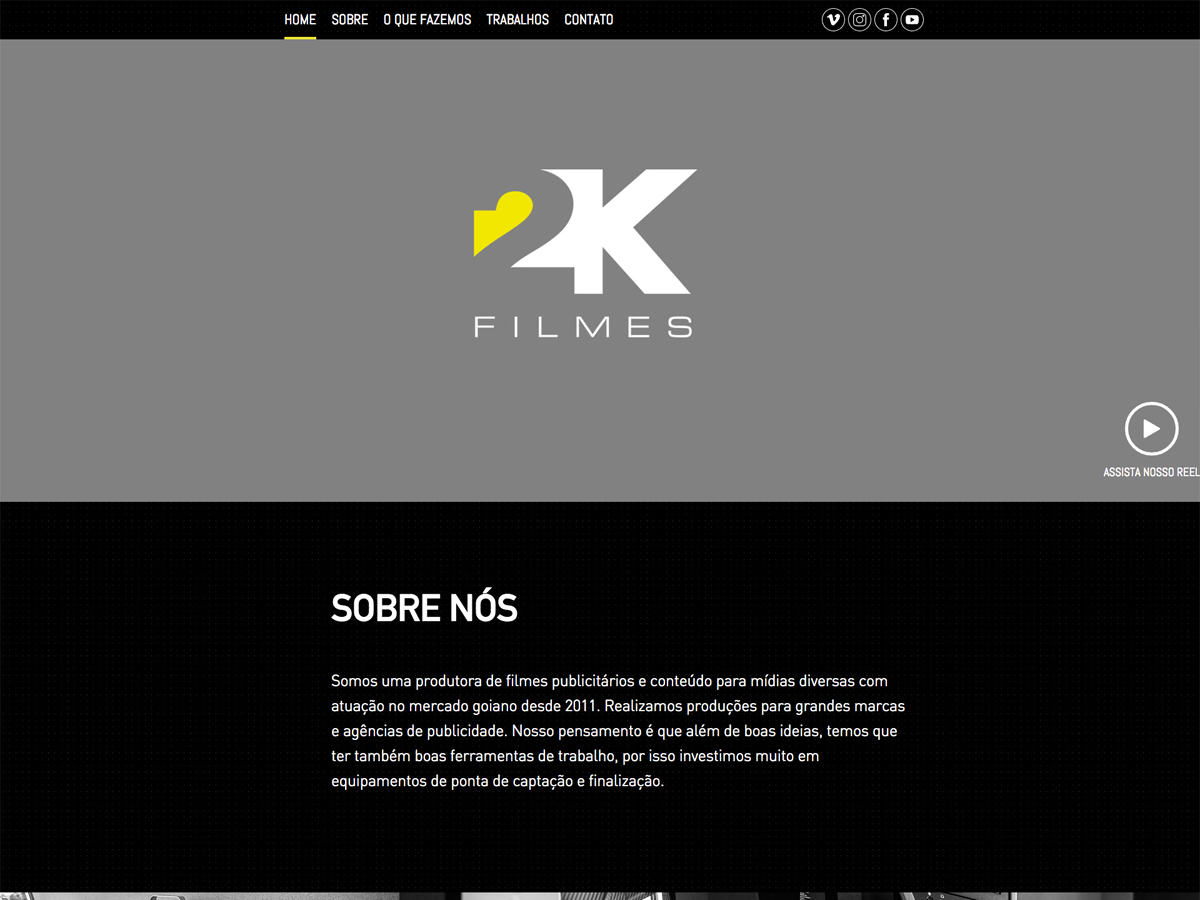 HOME SOBRE O QUE FAZEMOS TRABALHOS CONTATO
2K
FILMES
ASSISTA NOSSO REEL
SOBRE NÓS
Somos uma produtora de filmes publicitários e conteúdo para mídias diversas com
atuação no mercado goiano desde 2011. Realizamos produções para grandes marcas
e agências de publicidade. Nosso pensamento é que além de boas ideias, temos que
ter também boas ferramentas de trabalho, por isso investimos muito em
equipamentos de ponta de captação e finalização.